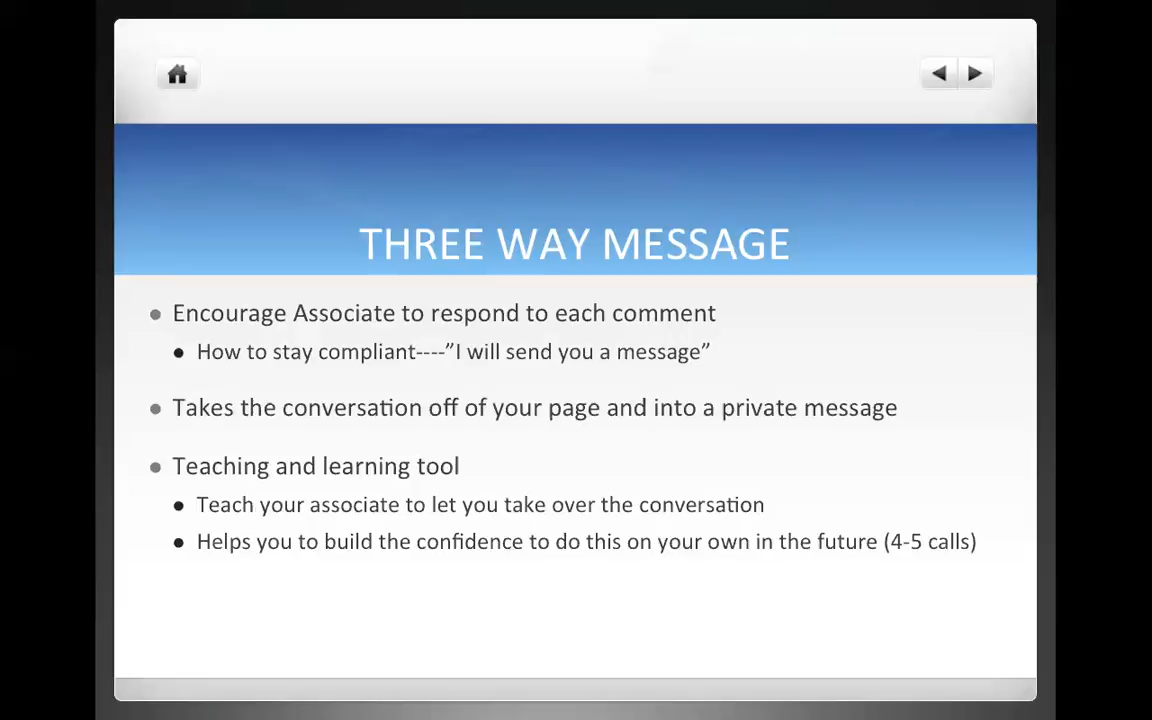 THREE WAY MESSAGE
Encourage Associate to respond to each comment
How to stay compliant----”I will send you a message”
Takes the conversation off of your page and into a private message
Teaching and learning tool
Teach your associate to let you take over the conversation
Helps you to build the confidence to do this on your own in the future (4-5 calls)